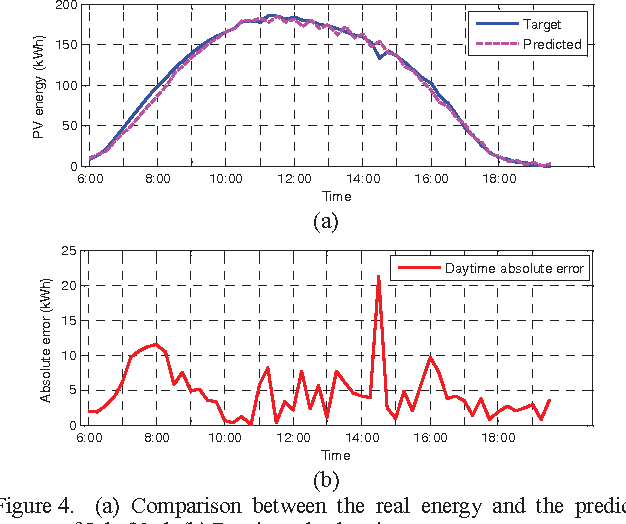 200
150
100
50
0
PV energy (kWh)
Target
Predicted
6:00 8:00 10:00 12:00 14:00 16:00 18:00
Time
(a)
25
20
15
10
5
0
Absolute error (kWh)
Daytime absolute error
6:00 8:00 10:00 12:00 14:00 16:00 18:00
Time
(b)
Figure 4. (a) Comparison between the real energy and the predic